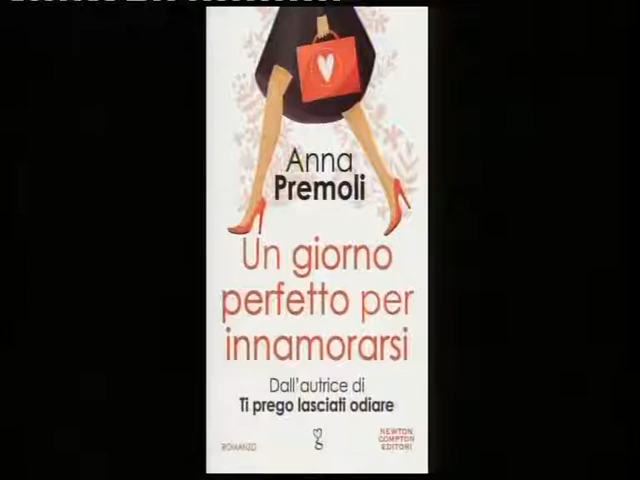 Anna
Premoli
Un giorno
perfetto per
innamorarsi
Dall'autrice di
Ti prego lasciati odiare
ROMANZO
NEWTON
COMPTON
EDITORI